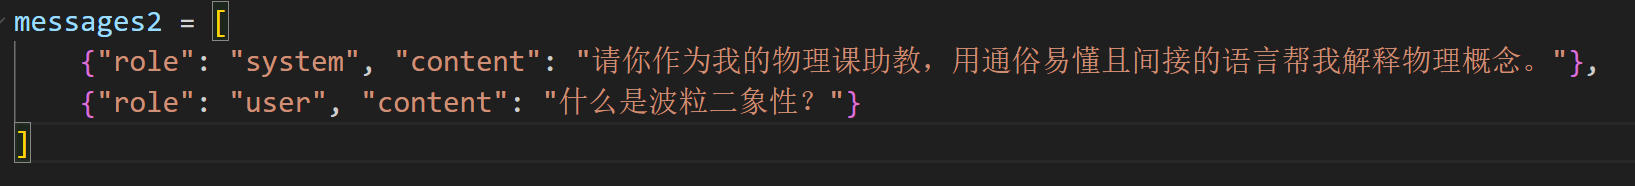 messages2 = [
    {"role": "system", "content": "请你作为我的物理课助教，用通俗易懂且间接的语言帮我解释物理概念。"},
    {"role": "user", "content": "什么是波粒二象性？"}
]